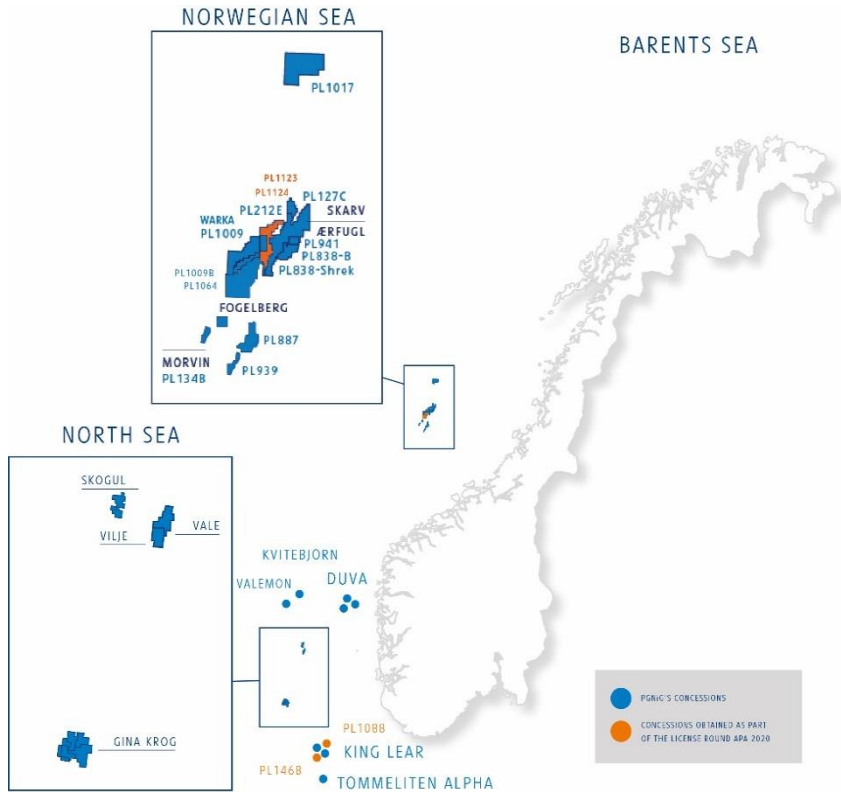 NORWEGIAN SEA
BARENTS SEA
PL1017
PL1123
PL1124
PL127C
PL212E
SKARV
WARKA
PL1009
ÆRFUGL
PL941
PL838-B
PL838-Shrek
PL1009B
PL1064
FOGELBERG
PL887
MORVIN
PL134B
PL939
NORTH SEA
SKOGUL
VALE
VILJE
KVITEBJORN
VALEMON
DUVA
GINA KROG
PL1088
KING LEAR
PL146B
TOMMELITEN ALPHA
PGNiG'S CONCESSIONS
CONCESSIONS OBTAINED AS PART
OF THE LICENSE ROUND APA 2020